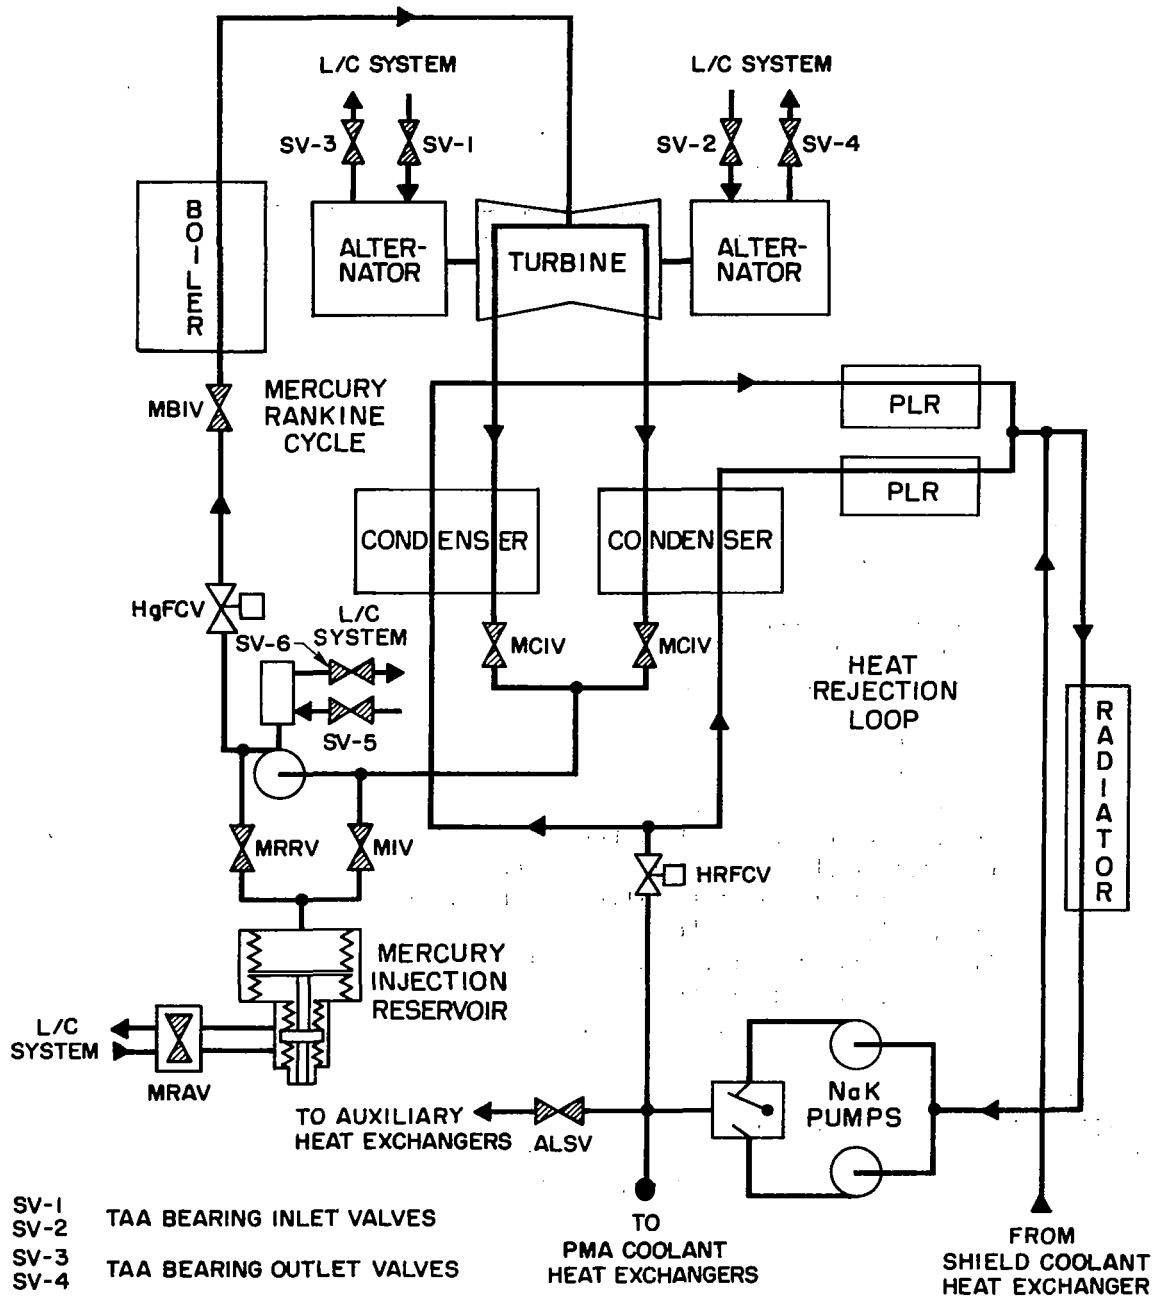 L/C SYSTEM
L/C SYSTEM
SV-3
SV-1
SV-2
SV-4
BOILER
ALTER-
NATOR
TURBINE
ALTER-
NATOR
MBIV
MERCURY
RANKINE
CYCLE
PLR
PLR
CONDENSER
CONDENSER
HgFCV
L/C
SYSTEM
SV-6
MCIV
MCIV
SV-5
HEAT
REJECTION
LOOP
RADIATOR
MRRV
MIV
HRFCV
MERCURY
INJECTION
RESERVOIR
L/C
SYSTEM
MRAV
NaK
PUMPS
TO AUXILIARY
HEAT EXCHANGERS
ALSV
TO
PMA COOLANT
HEAT EXCHANGERS
FROM
SHIELD COOLANT
HEAT EXCHANGER
SV-1
SV-2
TAA BEARING INLET VALVES
SV-3
SV-4
TAA BEARING OUTLET VALVES